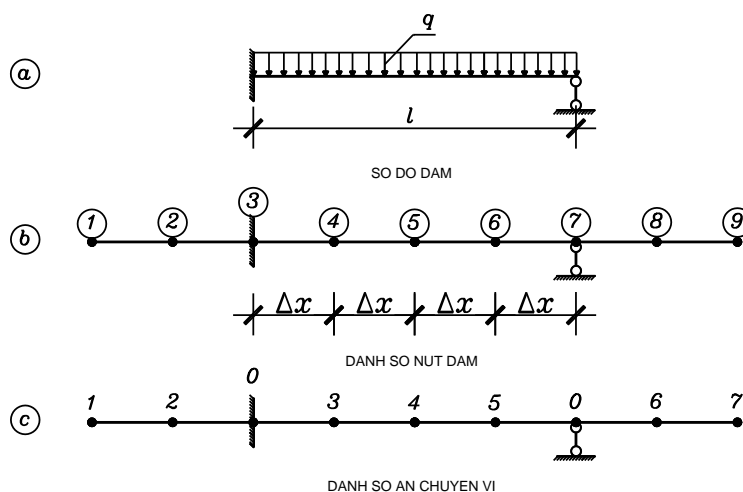 q
a
l
SO DO DAM
1 2 3 4 5 6 7 8 9
b
Δx Δx Δx Δx
DANH SO NUT DAM
1 2 0 3 4 5 0 6 7
c
DANH SO AN CHUYEN VI